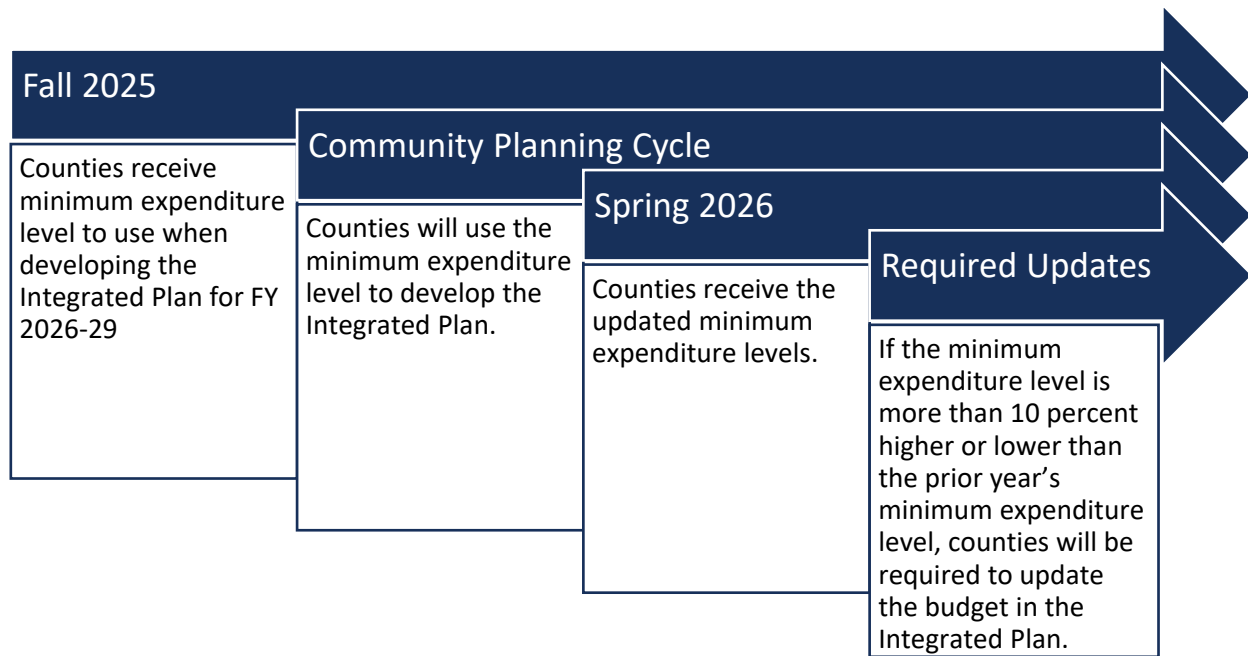 Fall 2025
Counties receive
minimum expenditure
level to use when
developing the
Integrated Plan for FY
2026-29
Community Planning Cycle
Counties will use the
minimum expenditure
level to develop the
Integrated Plan.
Spring 2026
Counties receive the
updated minimum
expenditure levels.
Required Updates
If the minimum
expenditure level is
more than 10 percent
higher or lower than
the prior year’s
minimum expenditure
level, counties will be
required to update
the budget in the
Integrated Plan.